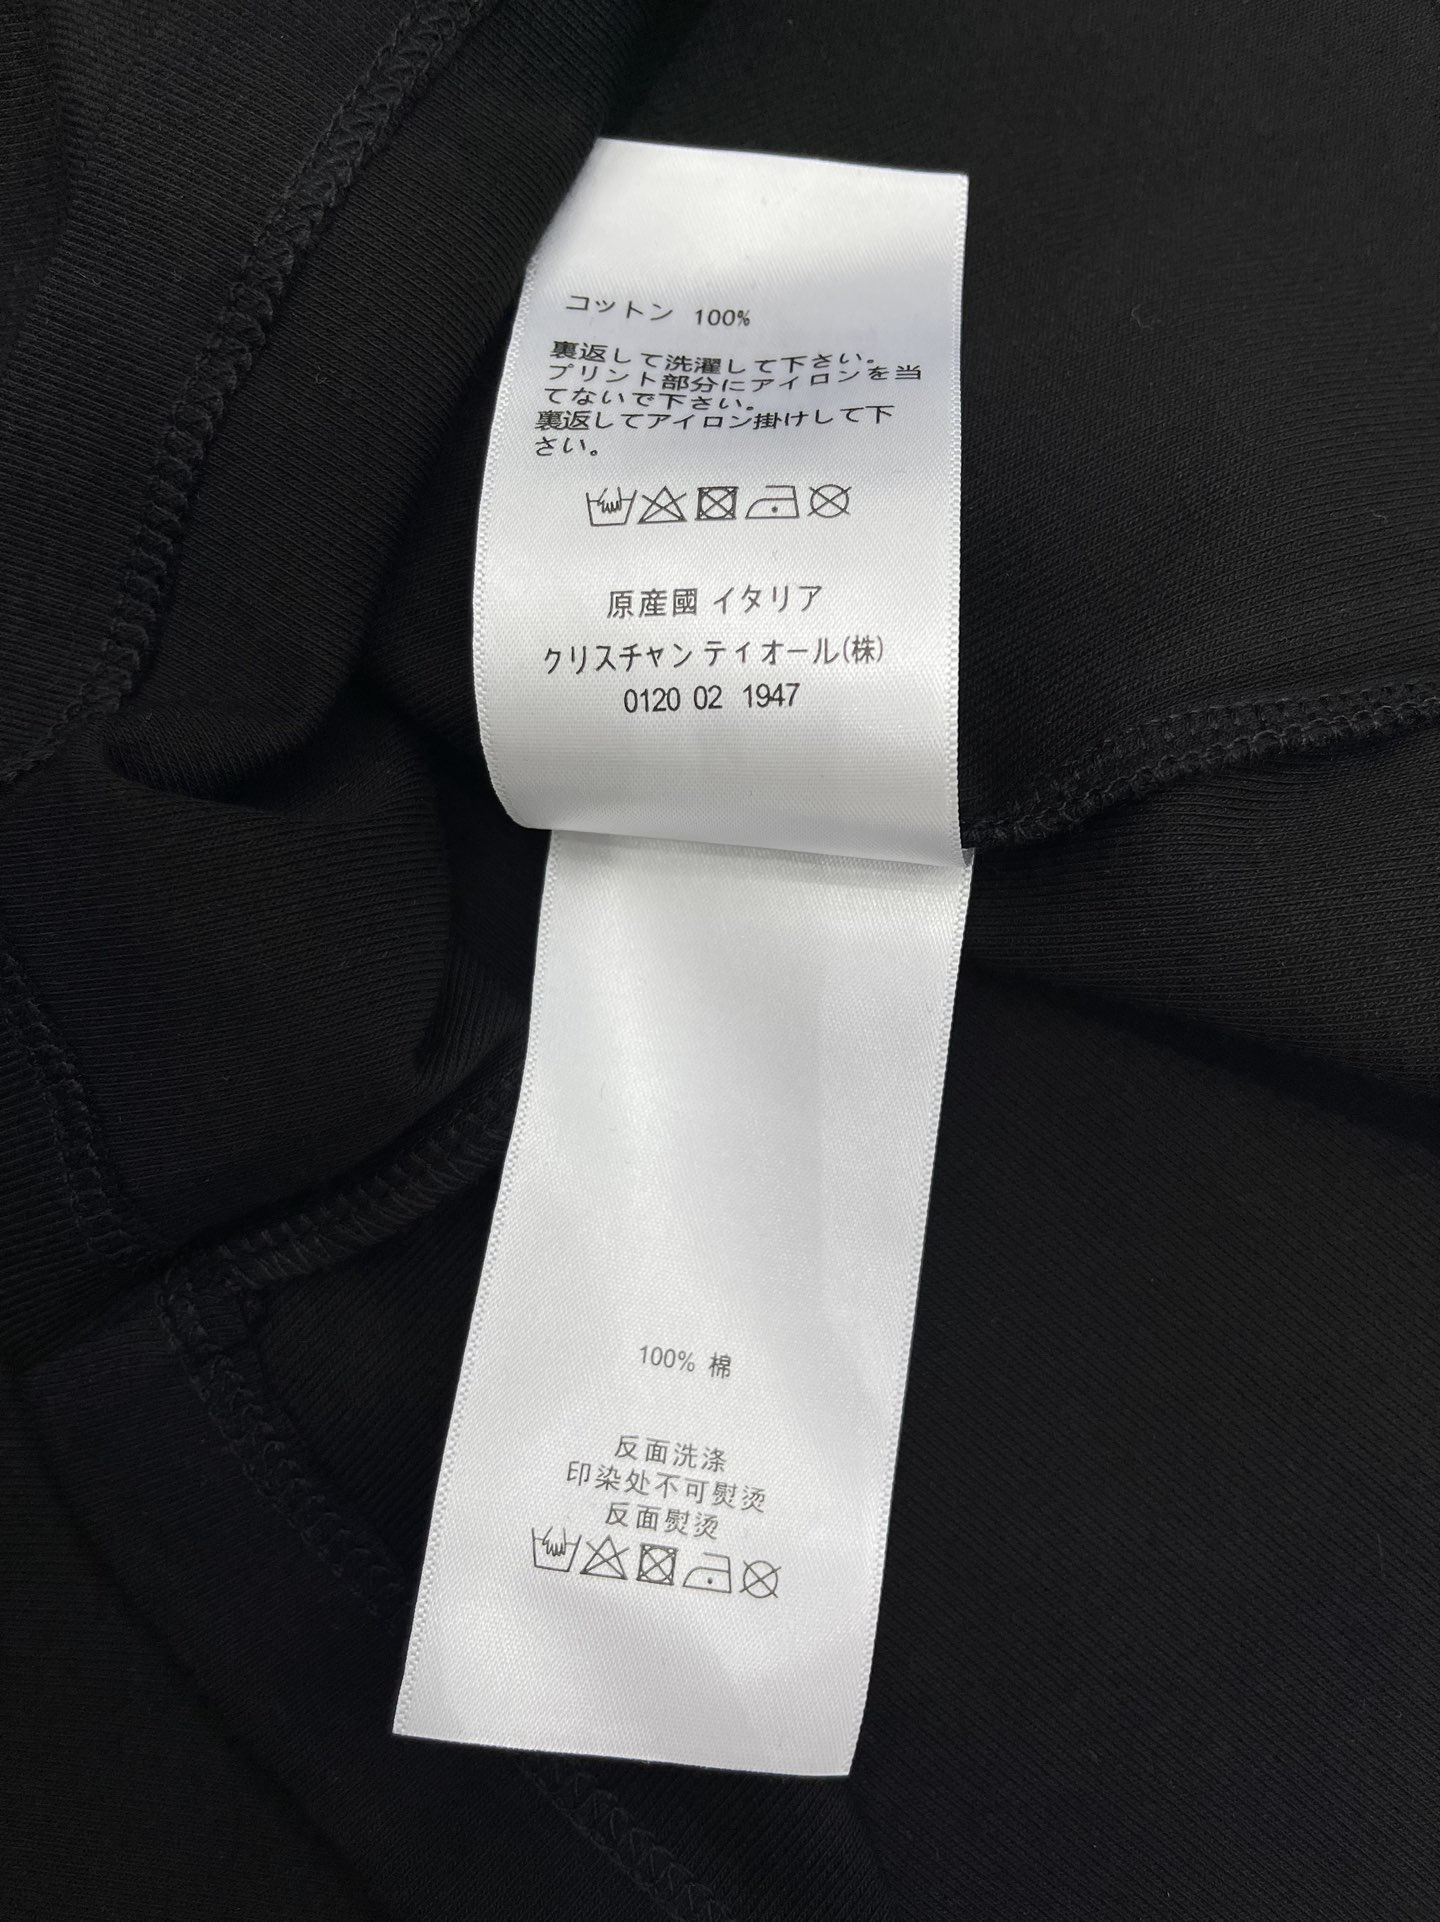 コットン 100%
裏返して洗濯して下さい。
プリント部分にアイロンを当
てないで下さい。
裏返してアイロン掛けして下
さい。
原産國 イタリア
クリスチャン ティオール(株)
0120 02 1947
100% 棉
反面洗涤
印染处不可熨烫
反面熨烫